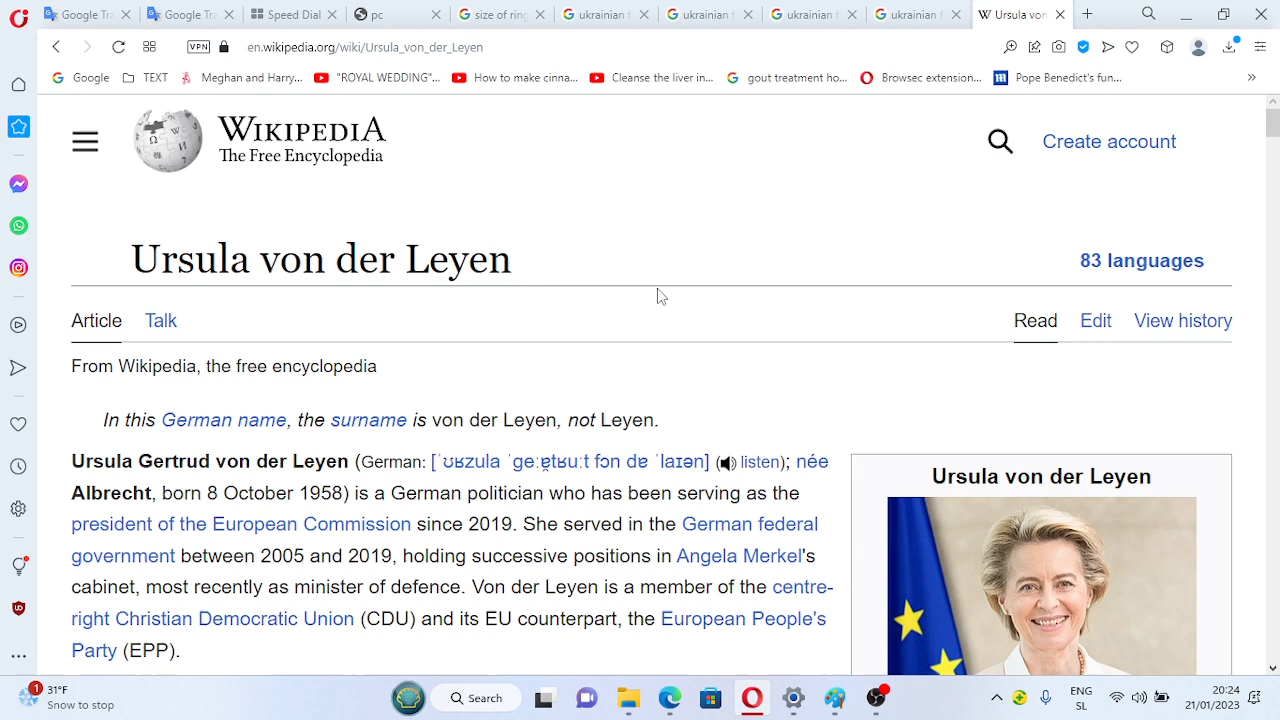 Google Tra
Google Tra
Speed Dial
pc
size of ring
ukrainian f
ukrainian f
ukrainian f
ukrainian f
Ursula von
VPN
en.wikipedia.org/wiki/Ursula_von_der_Leyen
Google
TEXT
Meghan and Harry...
"ROYAL WEDDING"...
How to make cinna...
Cleanse the liver in...
gout treatment ho...
Browsec extension...
Pope Benedict's fun...
WIKIPEDIA
The Free Encyclopedia
Create account
Ursula von der Leyen
83 languages
Article
Talk
Read
Edit
View history
From Wikipedia, the free encyclopedia
In this German name, the surname is von der Leyen, not Leyen.
Ursula Gertrud von der Leyen (German: [ˈʊʁzula ˈɡeːɐ̯tʁuːt fɔn dɐ ˈlaɪən] (listen); née
Albrecht, born 8 October 1958) is a German politician who has been serving as the
president of the European Commission since 2019. She served in the German federal
government between 2005 and 2019, holding successive positions in Angela Merkel's
cabinet, most recently as minister of defence. Von der Leyen is a member of the centre-
right Christian Democratic Union (CDU) and its EU counterpart, the European People's
Party (EPP).
Ursula von der Leyen
1
31°F
Snow to stop
Search
ENG
SL
20:24
21/01/2023